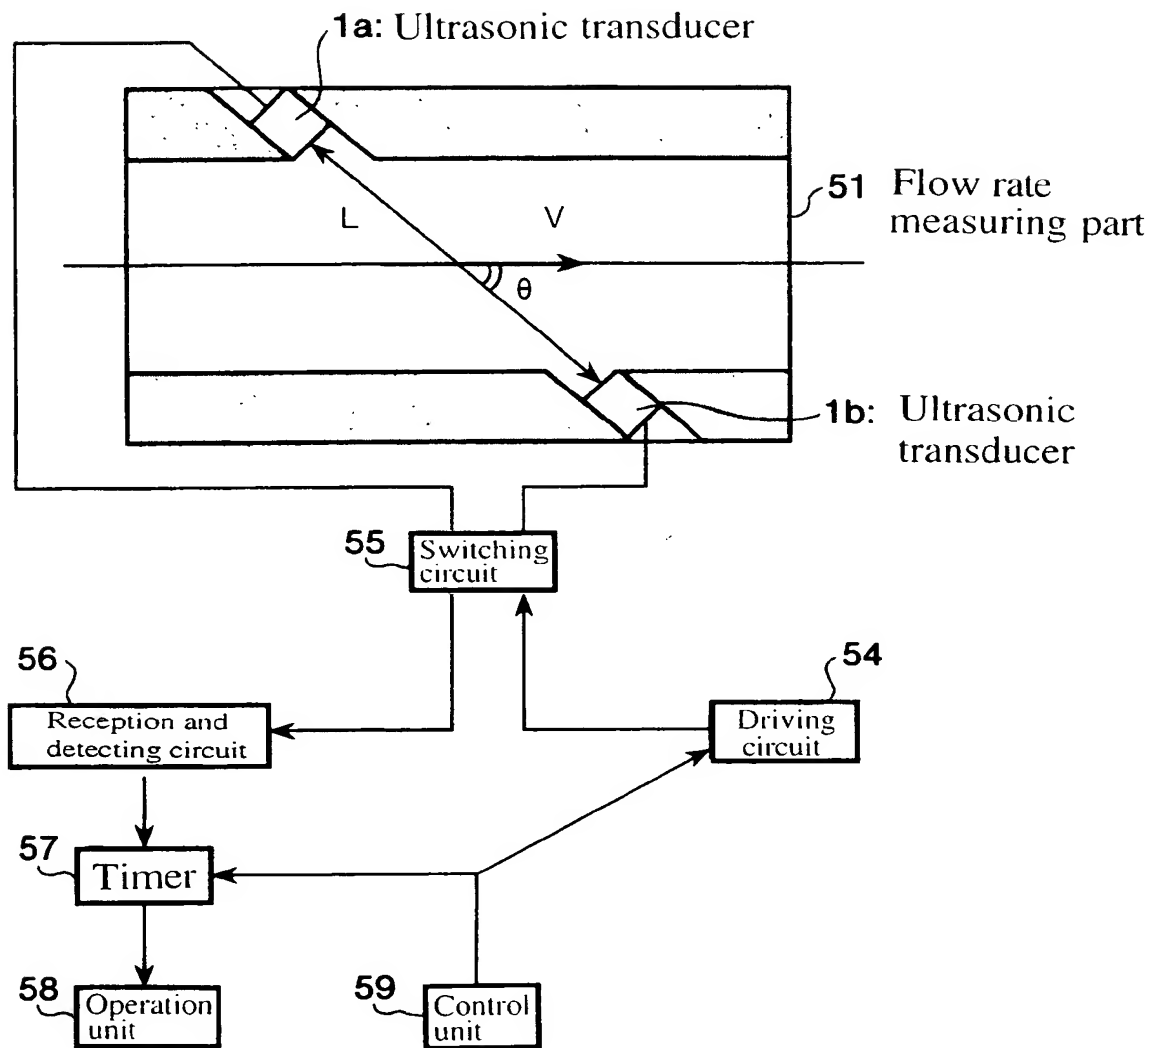 1a: Ultrasonic transducer
51 Flow rate
measuring part
L
V
θ
1b: Ultrasonic
transducer
55
Switching
circuit
56
Reception and
detecting circuit
54
Driving
circuit
57
Timer
58
Operation
unit
59
Control
unit